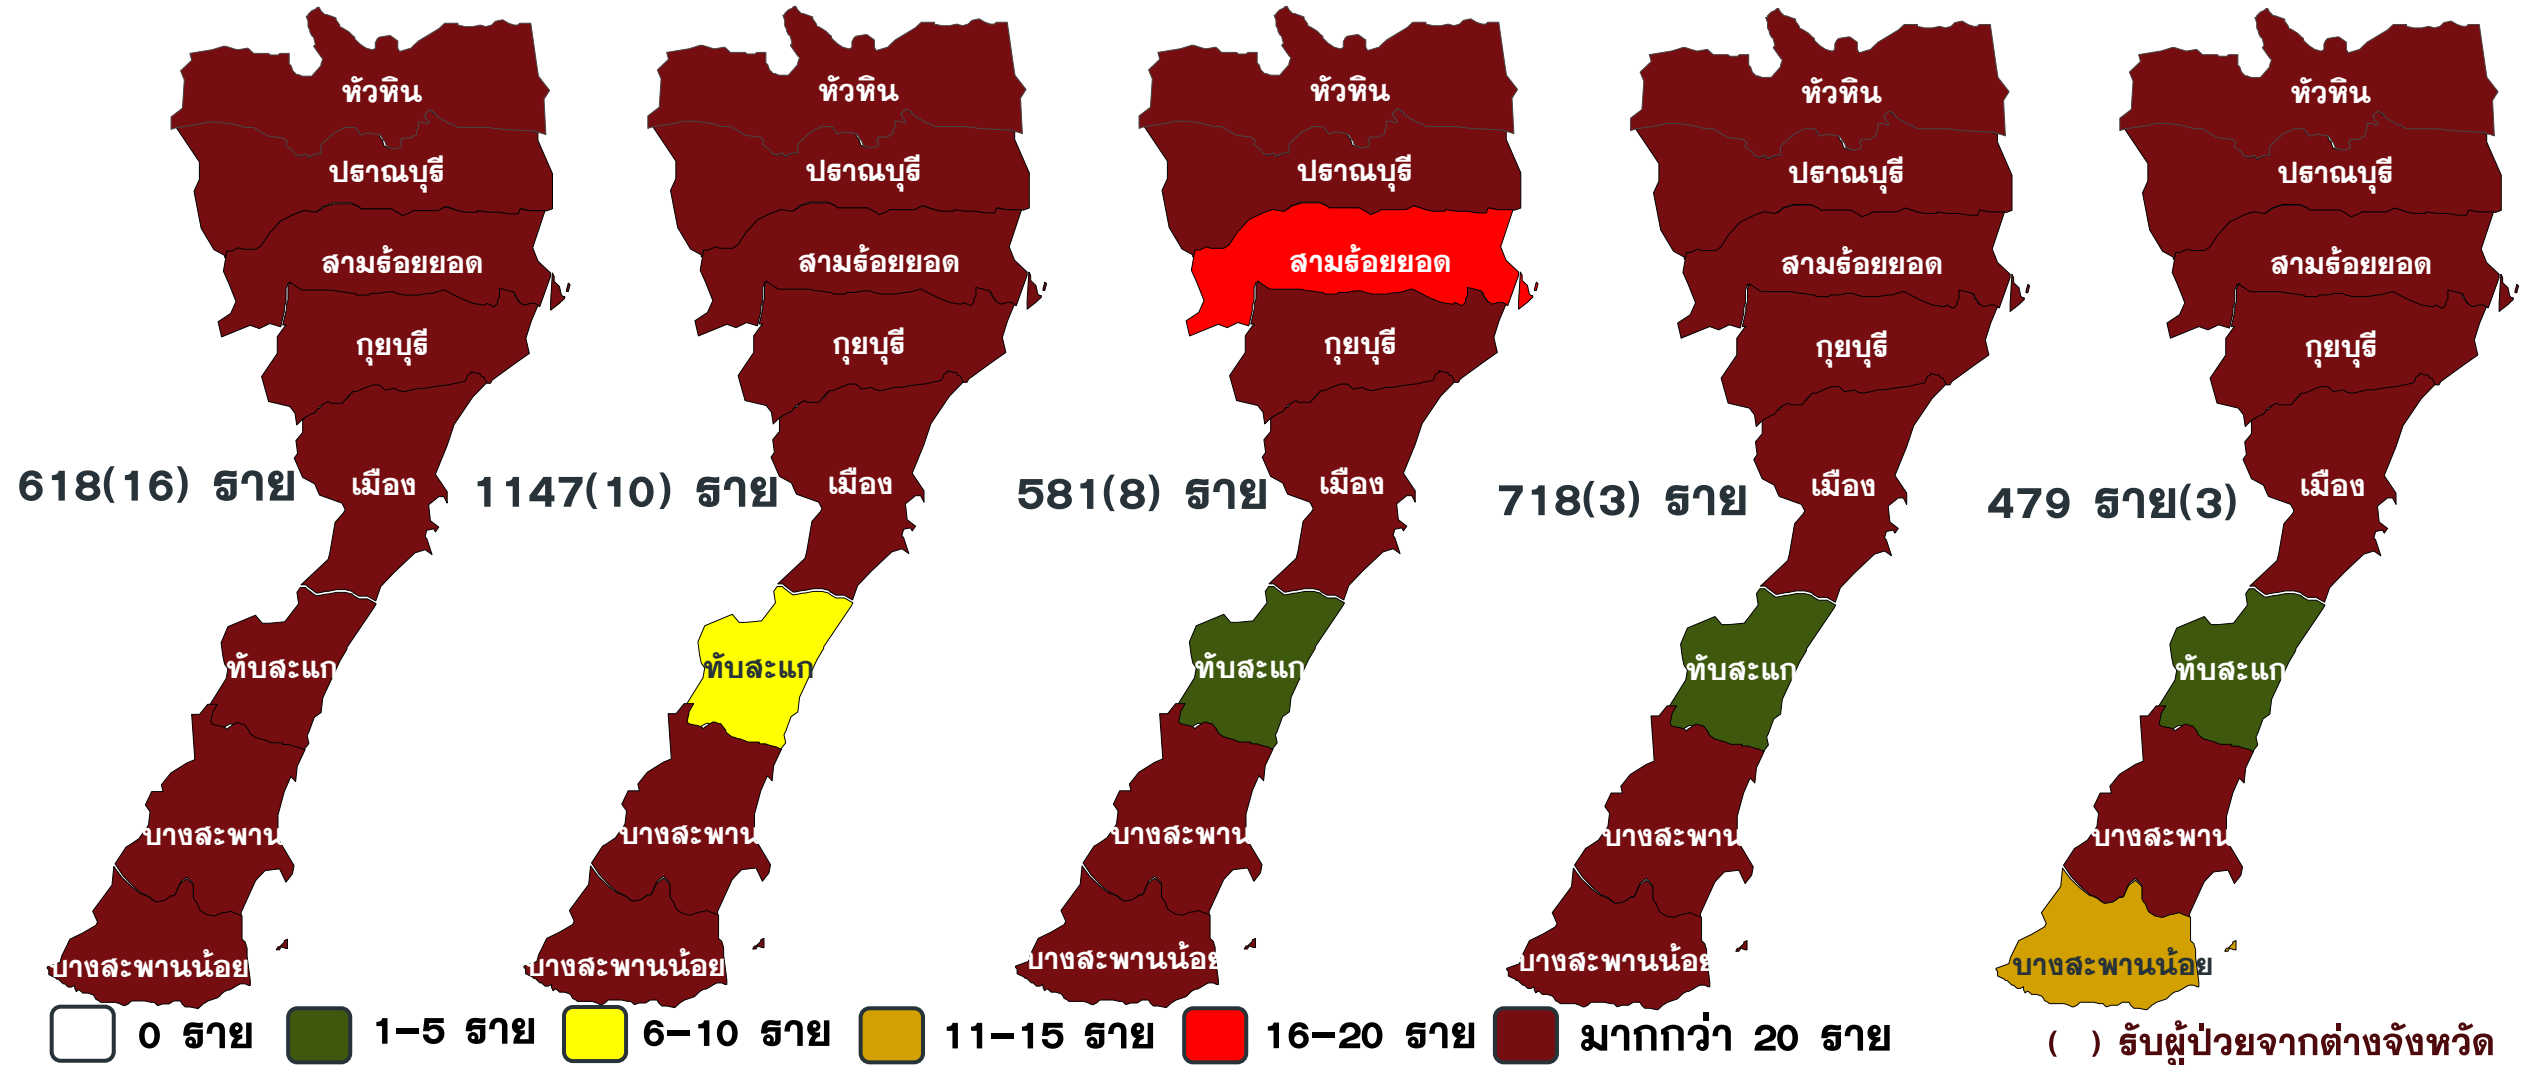 หัวหิน
ปราณบุรี
สามร้อยยอด
กุยบุรี
เมือง
618(16) ราย
ทับสะแก
บางสะพาน
บางสะพานน้อย
หัวหิน
ปราณบุรี
สามร้อยยอด
กุยบุรี
เมือง
1147(10) ราย
ทับสะแก
บางสะพาน
บางสะพานน้อย
หัวหิน
ปราณบุรี
สามร้อยยอด
กุยบุรี
เมือง
581(8) ราย
ทับสะแก
บางสะพาน
บางสะพานน้อย
หัวหิน
ปราณบุรี
สามร้อยยอด
กุยบุรี
เมือง
718(3) ราย
ทับสะแก
บางสะพาน
บางสะพานน้อย
หัวหิน
ปราณบุรี
สามร้อยยอด
กุยบุรี
เมือง
479 ราย(3)
ทับสะแก
บางสะพาน
บางสะพานน้อย
0 ราย
1-5 ราย
6-10 ราย
11-15 ราย
16-20 ราย
มากกว่า 20 ราย
( ) รับผู้ป่วยจากต่างจังหวัด